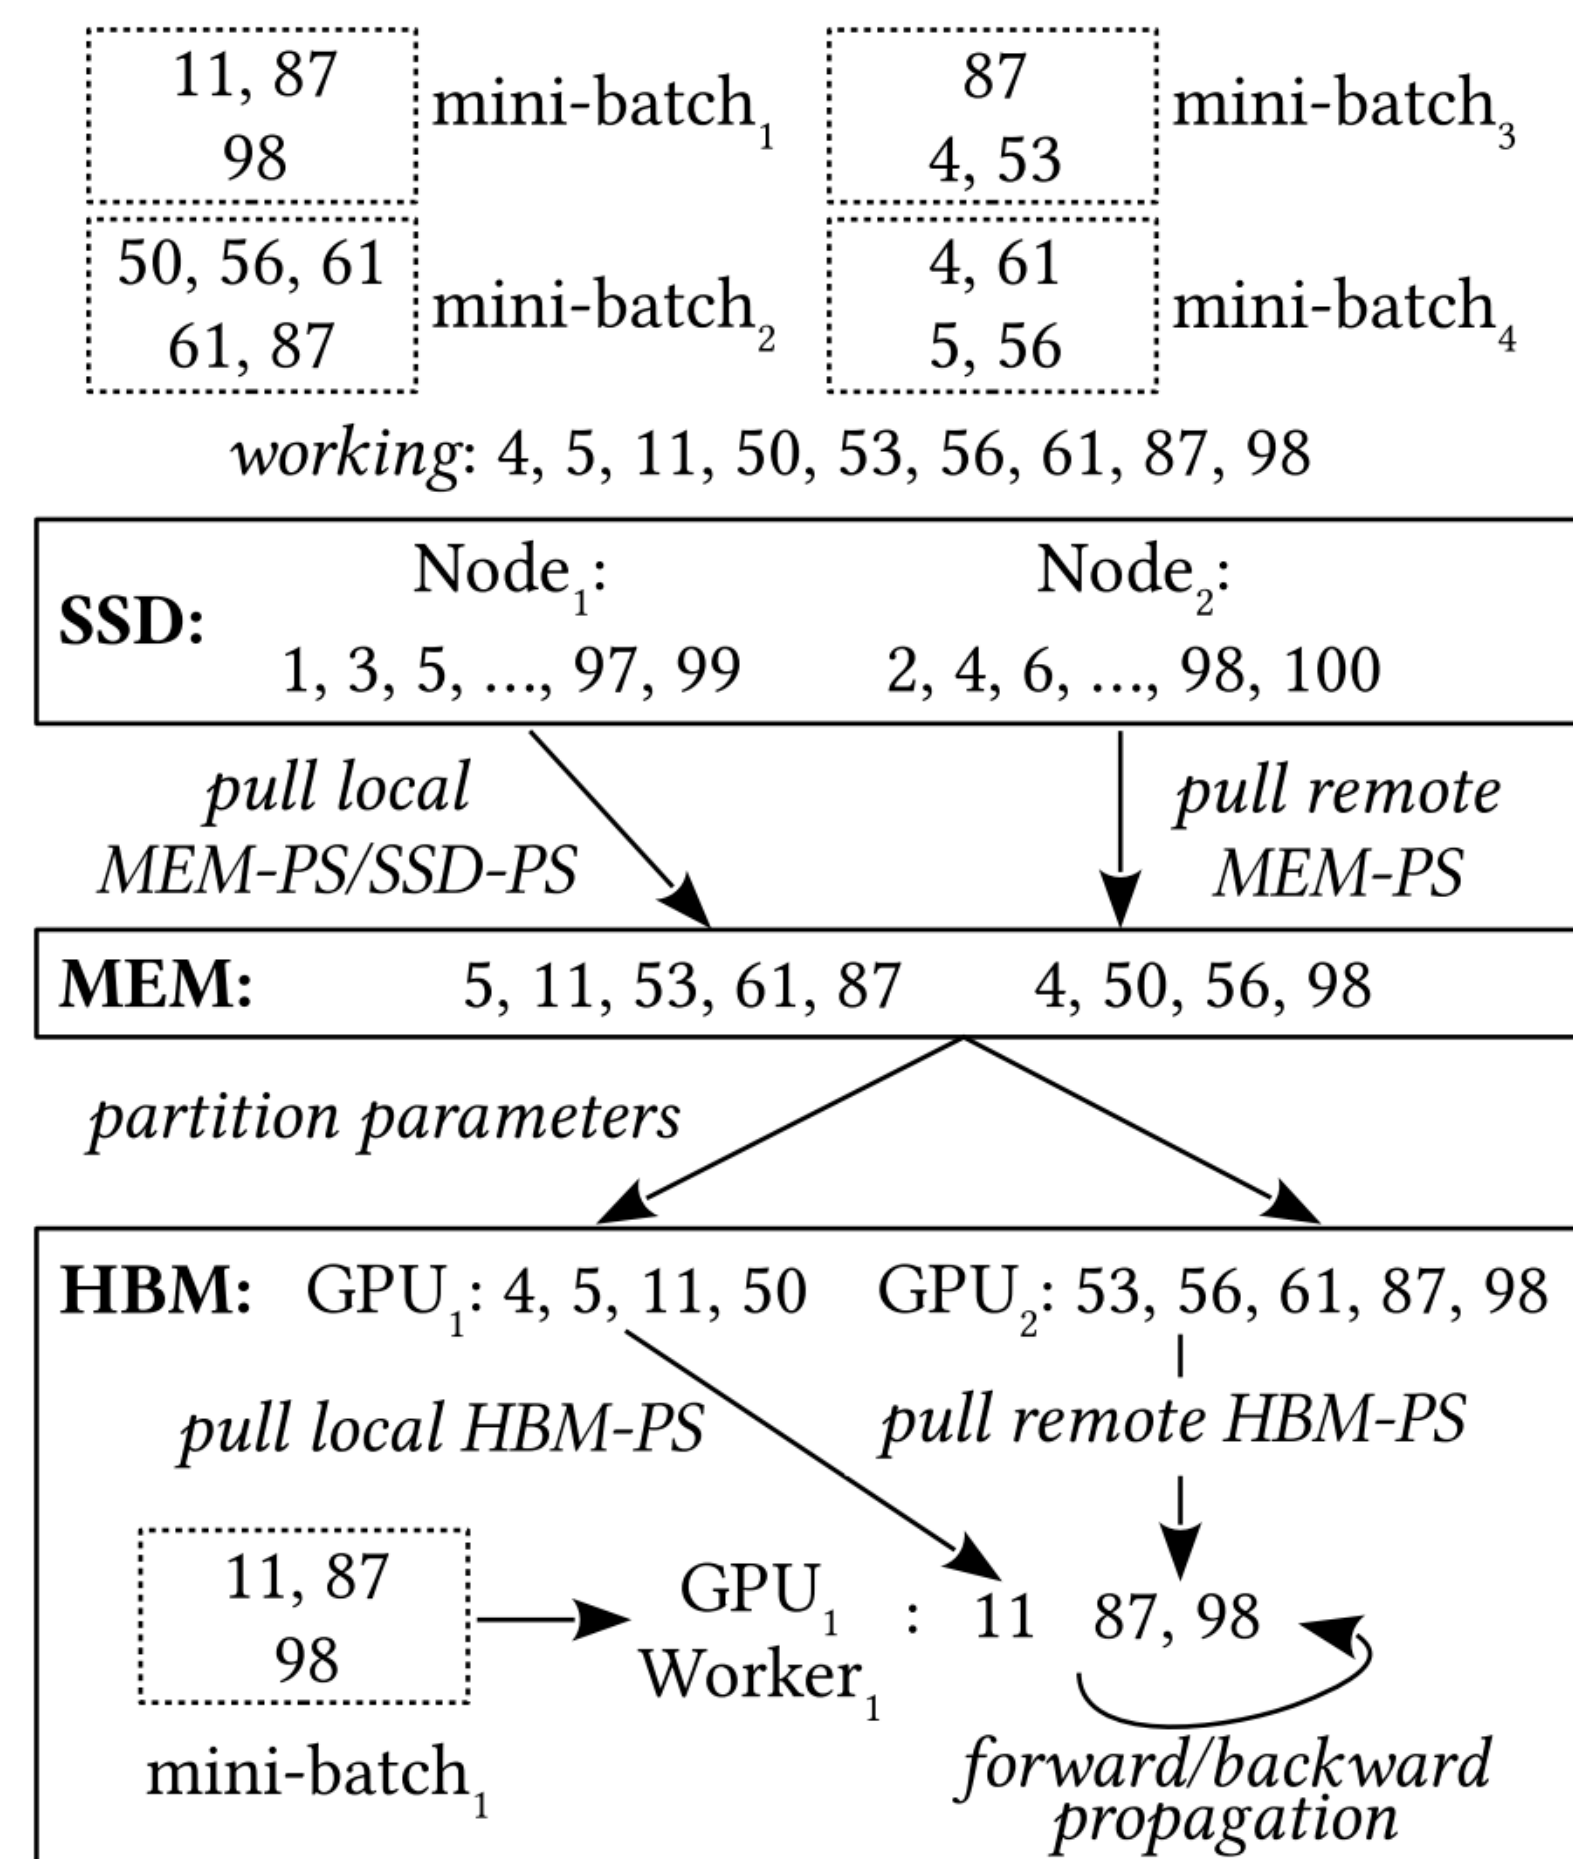 11, 87
98
mini-batch₁
87
4, 53
mini-batch₃
50, 56, 61
61, 87
mini-batch₂
4, 61
5, 56
mini-batch₄
working: 4, 5, 11, 50, 53, 56, 61, 87, 98
SSD:
Node₁:
1, 3, 5, ..., 97, 99
Node₂:
2, 4, 6, ..., 98, 100
pull local
MEM-PS/SSD-PS
pull remote
MEM-PS
MEM: 5, 11, 53, 61, 87 4, 50, 56, 98
partition parameters
HBM: GPU₁: 4, 5, 11, 50 GPU₂: 53, 56, 61, 87, 98
pull local HBM-PS
pull remote HBM-PS
11, 87
98
mini-batch₁
GPU₁
Worker₁
: 11 87, 98
forward/backward
propagation